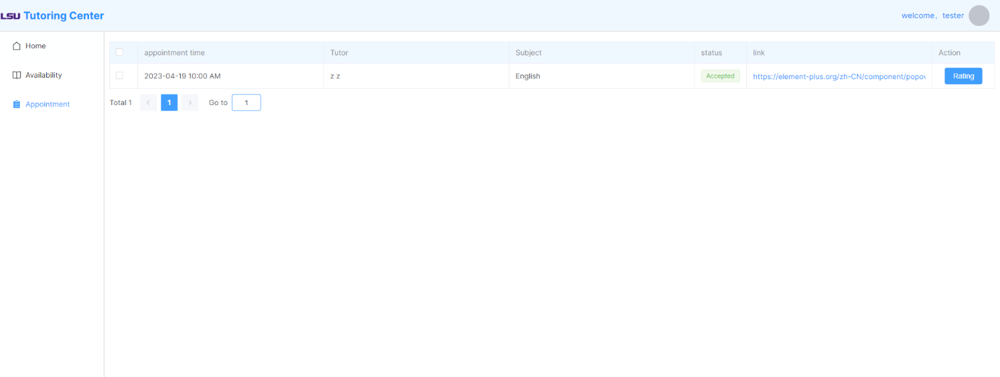 LSU Tutoring Center
welcome, tester
Home
Availability
Appointment
appointment time Tutor Subject status link Action
2023-04-19 10:00 AM z z English Accepted https://element-plus.org/zh-CN/component/popov Rating
Total 1 1 Go to 1